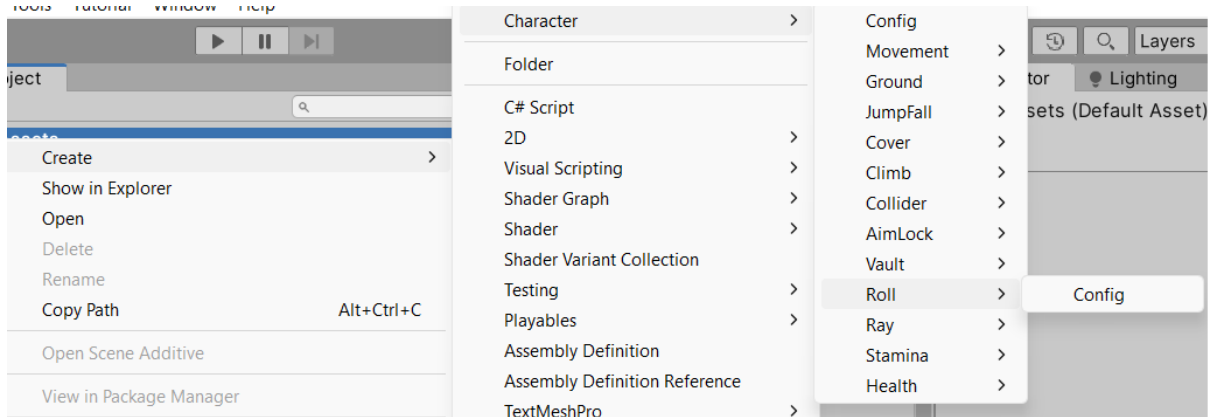 Tools Tutorial Window Help
ject
Layers
tor
Lighting
sets (Default Asset)
Create
Show in Explorer
Open
Delete
Rename
Copy Path Alt+Ctrl+C
Open Scene Additive
View in Package Manager
Character
Folder
C# Script
2D
Visual Scripting
Shader Graph
Shader
Shader Variant Collection
Testing
Playables
Assembly Definition
Assembly Definition Reference
TextMeshPro
Config
Movement
Ground
JumpFall
Cover
Climb
Collider
AimLock
Vault
Roll
Ray
Stamina
Health
Config